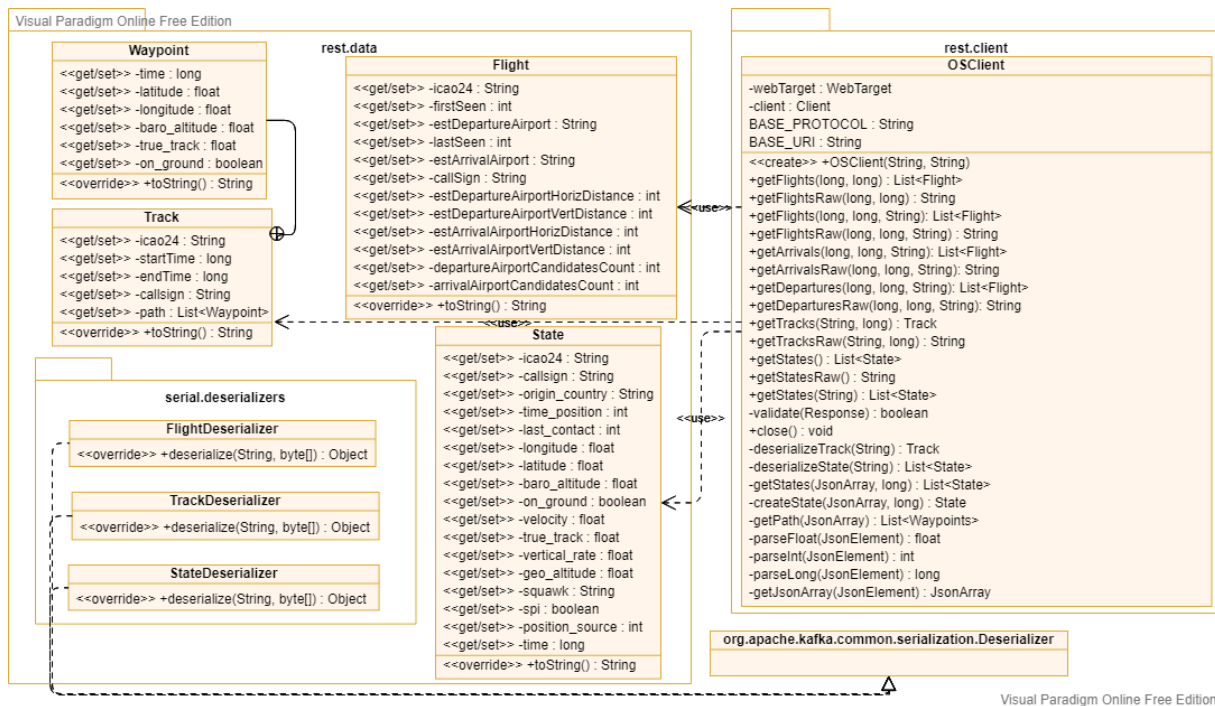 Visual Paradigm Online Free Edition
rest.data
Waypoint
<<get/set>> -time : long
<<get/set>> -latitude : float
<<get/set>> -longitude : float
<<get/set>> -baro_altitude : float
<<get/set>> -true_track : float
<<get/set>> -on_ground : boolean
<<override>> +toString() : String
Track
<<get/set>> -icao24 : String
<<get/set>> -startTime : long
<<get/set>> -endTime : long
<<get/set>> -callsign : String
<<get/set>> -path : List<Waypoint>
<<override>> +toString() : String
Flight
<<get/set>> -icao24 : String
<<get/set>> -firstSeen : int
<<get/set>> -estDepartureAirport : String
<<get/set>> -lastSeen : int
<<get/set>> -estArrivalAirport : String
<<get/set>> -callSign : String
<<get/set>> -estDepartureAirportHorizDistance : int
<<get/set>> -estDepartureAirportVertDistance : int
<<get/set>> -estArrivalAirportHorizDistance : int
<<get/set>> -estArrivalAirportVertDistance : int
<<get/set>> -departureAirportCandidatesCount : int
<<get/set>> -arrivalAirportCandidatesCount : int
<<override>> +toString() : String
<<use>>
State
<<get/set>> -icao24 : String
<<get/set>> -callsign : String
<<get/set>> -origin_country : String
<<get/set>> -time_position : int
<<get/set>> -last_contact : int
<<get/set>> -longitude : float
<<get/set>> -latitude : float
<<get/set>> -baro_altitude : float
<<get/set>> -on_ground : boolean
<<get/set>> -velocity : float
<<get/set>> -true_track : float
<<get/set>> -vertical_rate : float
<<get/set>> -geo_altitude : float
<<get/set>> -squawk : String
<<get/set>> -spi : boolean
<<get/set>> -position_source : int
<<get/set>> -time : long
<<override>> +toString() : String
serial.deserializers
FlightDeserializer
<<override>> +deserialize(String, byte[]) : Object
TrackDeserializer
<<override>> +deserialize(String, byte[]) : Object
StateDeserializer
<<override>> +deserialize(String, byte[]) : Object
<<use>>
<<use>>
rest.client
OSClient
-webTarget : WebTarget
-client : Client
BASE_PROTOCOL : String
BASE_URI : String
<<create>> +OSClient(String, String)
+getFlights(long, long) : List<Flight>
+getFlightsRaw(long, long) : String
+getFlights(long, long, String): List<Flight>
+getFlightsRaw(long, long, String) : String
+getArrivals(long, long, String): List<Flight>
+getArrivalsRaw(long, long, String): String
+getDepartures(long, long, String): List<Flight>
+getDeparturesRaw(long, long, String): String
+getTracks(String, long) : Track
+getTracksRaw(String, long) : String
+getStates() : List<State>
+getStatesRaw() : String
+getStates(String) : List<State>
-validate(Response) : boolean
+close() : void
-deserializeTrack(String) : Track
-deserializeState(String) : List<State>
-getStates(JsonArray, long) : List<State>
-createState(JsonArray, long) : State
-getPath(JsonArray) : List<Waypoints>
-parseFloat(JsonElement) : float
-parseInt(JsonElement) : int
-parseLong(JsonElement) : long
-getJsonArray(JsonElement) : JsonArray
org.apache.kafka.common.serialization.Deserializer
Visual Paradigm Online Free Edition